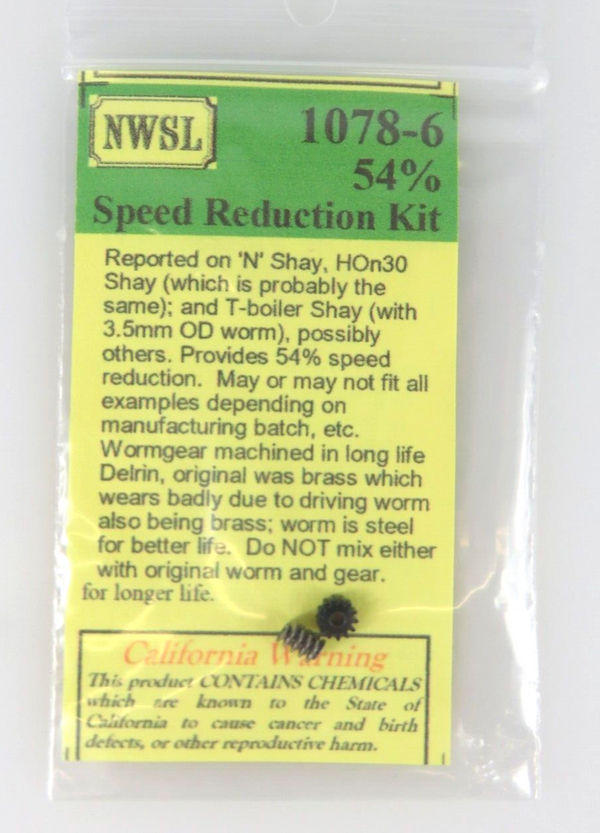 NWSL
1078-6
54%
Speed Reduction Kit
Reported on 'N' Shay, HOn30
Shay (which is probably the
same); and T-boiler Shay (with
3.5mm OD worm), possibly
others. Provides 54% speed
reduction. May or may not fit all
examples depending on
manufacturing batch, etc.
Wormgear machined in long life
Delrin, original was brass which
wears badly due to driving worm
also being brass; worm is steel
for better life. Do NOT mix either
with original worm and gear.
for longer life.
California Warning
This product CONTAINS CHEMICALS
which are known to the State of
California to cause cancer and birth
defects, or other reproductive harm.